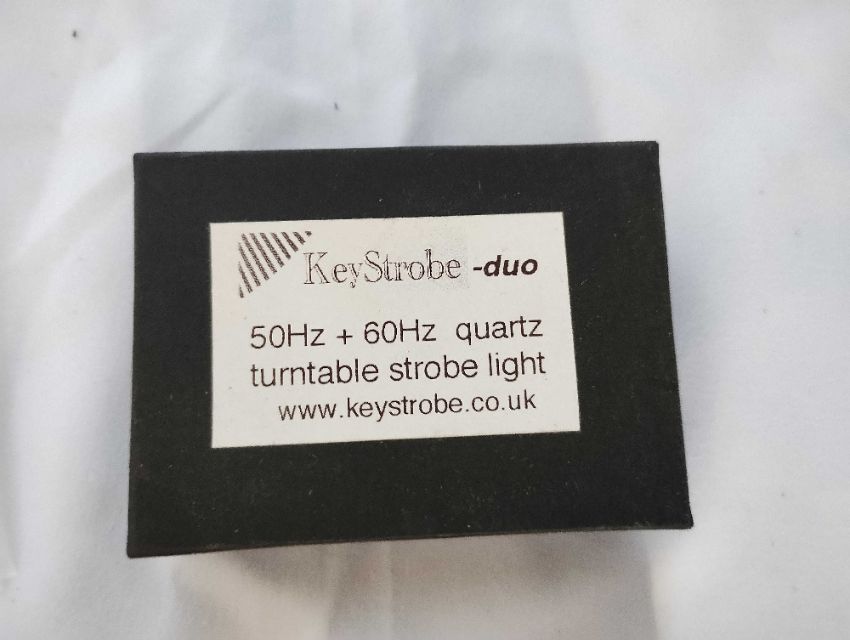 KeyStrobe -duo
50Hz + 60Hz quartz
turntable strobe light
www.keystrobe.co.uk